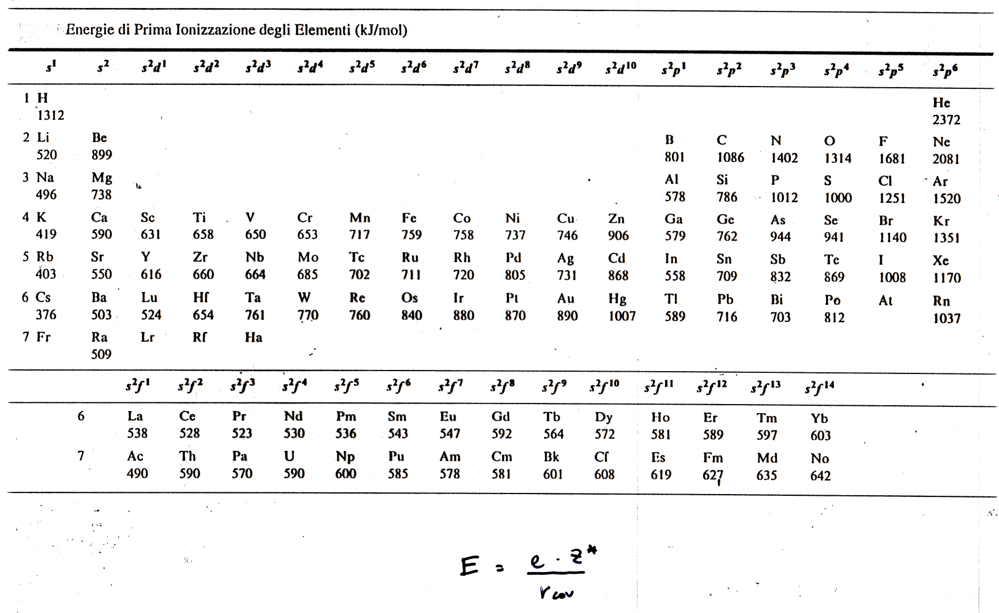 Energie di Prima Ionizzazione degli Elementi (kJ/mol)
s¹ s² s²d¹ s²d² s²d³ s²d⁴ s²d⁵ s²d⁶ s²d⁷ s²d⁸ s²d⁹ s²d¹⁰ s²p¹ s²p² s²p³ s²p⁴ s²p⁵ s²p⁶
1 H He
1312 2372
2 Li Be B C N O F Ne
520 899 801 1086 1402 1314 1681 2081
3 Na Mg Al Si P S Cl Ar
496 738 578 786 1012 1000 1251 1520
4 K Ca Sc Ti V Cr Mn Fe Co Ni Cu Zn Ga Ge As Se Br Kr
419 590 631 658 650 653 717 759 758 737 746 906 579 762 944 941 1140 1351
5 Rb Sr Y Zr Nb Mo Tc Ru Rh Pd Ag Cd In Sn Sb Te I Xe
403 550 616 660 664 685 702 711 720 805 731 868 558 709 832 869 1008 1170
6 Cs Ba Lu Hf Ta W Re Os Ir Pt Au Hg Tl Pb Bi Po At Rn
376 503 524 654 761 770 760 840 880 870 890 1007 589 716 703 812 1037
7 Fr Ra Lr Rf Ha
509
s²f¹ s²f² s²f³ s²f⁴ s²f⁵ s²f⁶ s²f⁷ s²f⁸ s²f⁹ s²f¹⁰ s²f¹¹ s²f¹² s²f¹³ s²f¹⁴
6 La Ce Pr Nd Pm Sm Eu Gd Tb Dy Ho Er Tm Yb
538 528 523 530 536 543 547 592 564 572 581 589 597 603
7 Ac Th Pa U Np Pu Am Cm Bk Cf Es Fm Md No
490 590 570 590 600 585 578 581 601 608 619 627 635 642
E = e · z*
r cov